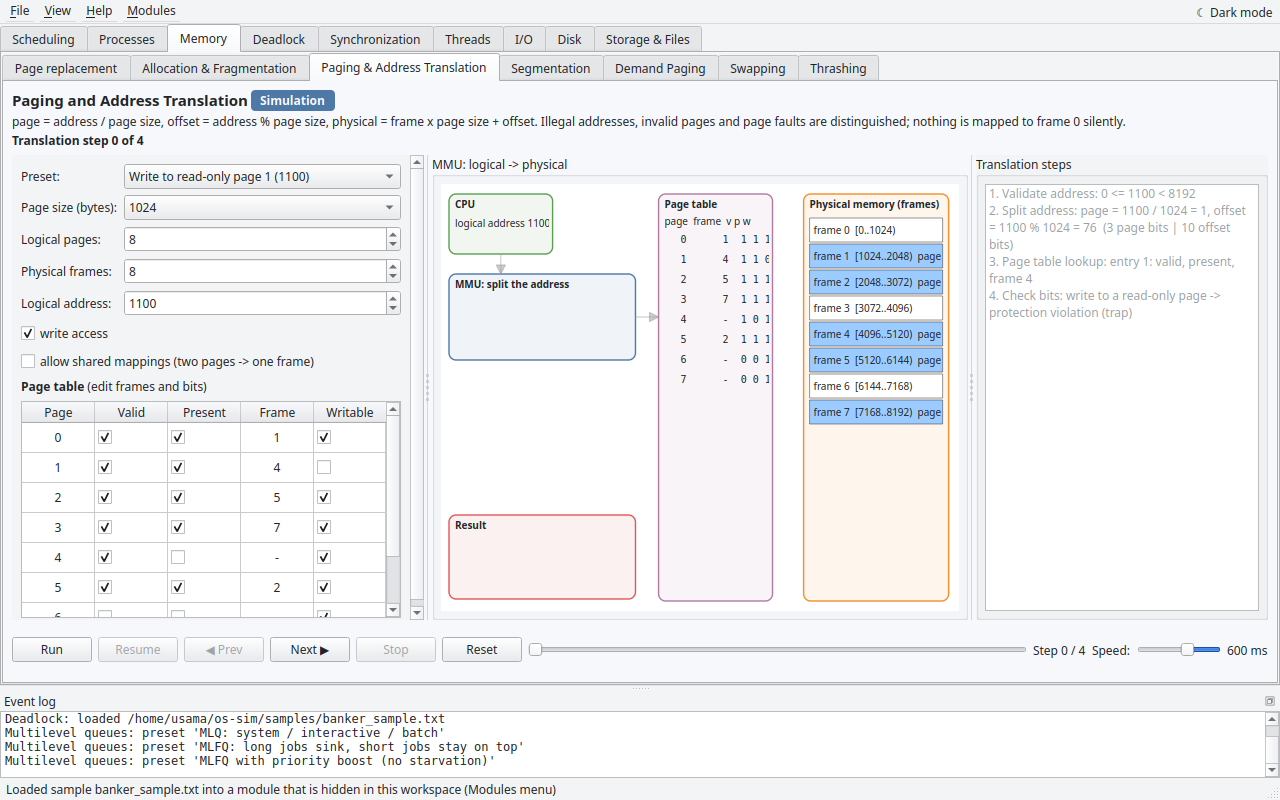 File View Help Modules
☾ Dark mode
Scheduling Processes Memory Deadlock Synchronization Threads I/O Disk Storage & Files
Page replacement Allocation & Fragmentation Paging & Address Translation Segmentation Demand Paging Swapping Thrashing
Paging and Address Translation Simulation
page = address / page size, offset = address % page size, physical = frame x page size + offset. Illegal addresses, invalid pages and page faults are distinguished; nothing is mapped to frame 0 silently.
Translation step 0 of 4
Preset: Write to read-only page 1 (1100)
Page size (bytes): 1024
Logical pages: 8
Physical frames: 8
Logical address: 1100
write access
allow shared mappings (two pages -> one frame)
Page table (edit frames and bits)
Page Valid Present Frame Writable
0 1
1 4
2 5
3 7
4 -
5 2
MMU: logical -> physical
CPU
logical address 1100
MMU: split the address
Result
Page table
page frame v p w
0 1 1 1 1
1 4 1 1 0
2 5 1 1 1
3 7 1 1 1
4 - 1 0 1
5 2 1 1 1
6 - 0 0 1
7 - 0 0 1
Physical memory (frames)
frame 0 [0..1024)
frame 1 [1024..2048) page
frame 2 [2048..3072) page
frame 3 [3072..4096)
frame 4 [4096..5120) page
frame 5 [5120..6144) page
frame 6 [6144..7168)
frame 7 [7168..8192) page
Translation steps
1. Validate address: 0 <= 1100 < 8192
2. Split address: page = 1100 / 1024 = 1, offset
= 1100 % 1024 = 76 (3 page bits | 10 offset
bits)
3. Page table lookup: entry 1: valid, present,
frame 4
4. Check bits: write to a read-only page ->
protection violation (trap)
Run Resume ◀ Prev Next ▶ Stop Reset Step 0 / 4 Speed: 600 ms
Event log
Deadlock: loaded /home/usama/os-sim/samples/banker_sample.txt
Multilevel queues: preset 'MLQ: system / interactive / batch'
Multilevel queues: preset 'MLFQ: long jobs sink, short jobs stay on top'
Multilevel queues: preset 'MLFQ with priority boost (no starvation)'
Loaded sample banker_sample.txt into a module that is hidden in this workspace (Modules menu)